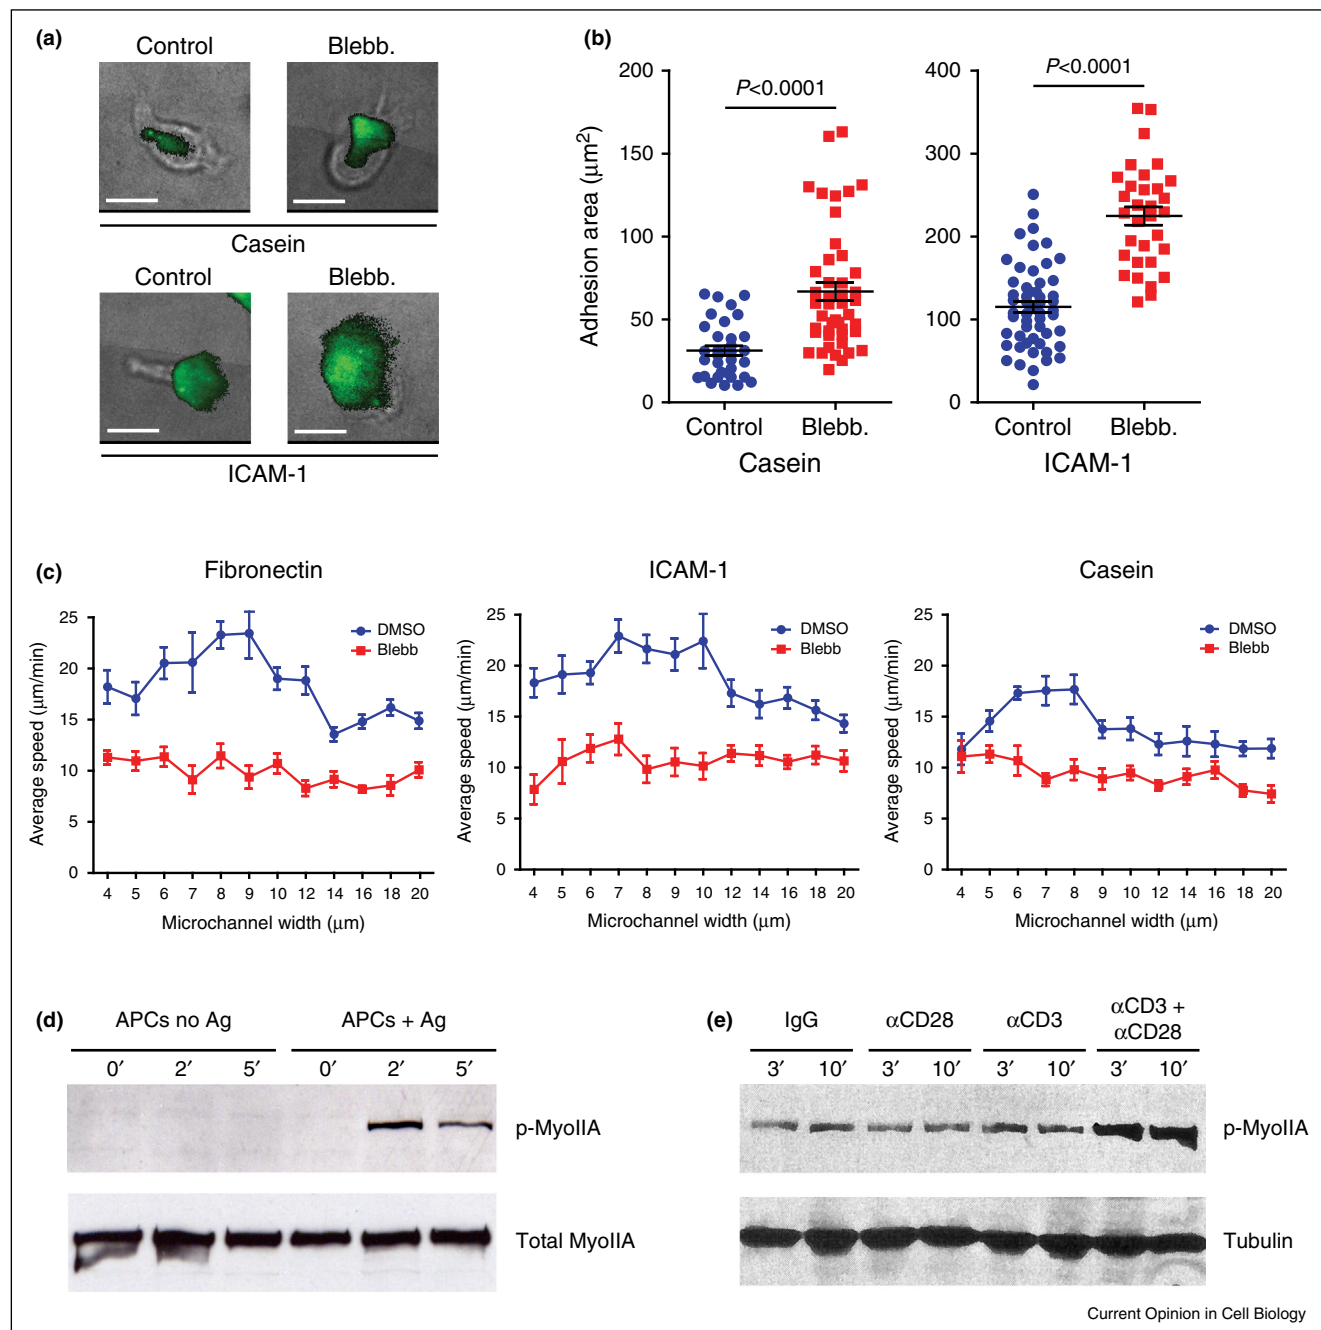 (a)
Control Blebb.
Casein
Control Blebb.
ICAM-1
(b)
Adhesion area (μm²)
200
150
100
50
0
P<0.0001
Control Blebb.
Casein
400
300
200
100
0
P<0.0001
Control Blebb.
ICAM-1
(c)
Fibronectin
Average speed (μm/min)
25
20
15
10
5
0
DMSO
Blebb
4 5 6 7 8 9 10 12 14 16 18 20
Microchannel width (μm)
ICAM-1
Average speed (μm/min)
25
20
15
10
5
0
DMSO
Blebb
4 5 6 7 8 9 10 12 14 16 18 20
Microchannel width (μm)
Casein
Average speed (μm/min)
25
20
15
10
5
0
DMSO
Blebb
4 5 6 7 8 9 10 12 14 16 18 20
Microchannel width (μm)
(d)
APCs no Ag APCs + Ag
0′ 2′ 5′ 0′ 2′ 5′
p-MyoIIA
Total MyoIIA
(e)
IgG αCD28 αCD3 αCD3 +
αCD28
3′ 10′ 3′ 10′ 3′ 10′ 3′ 10′
p-MyoIIA
Tubulin
Current Opinion in Cell Biology